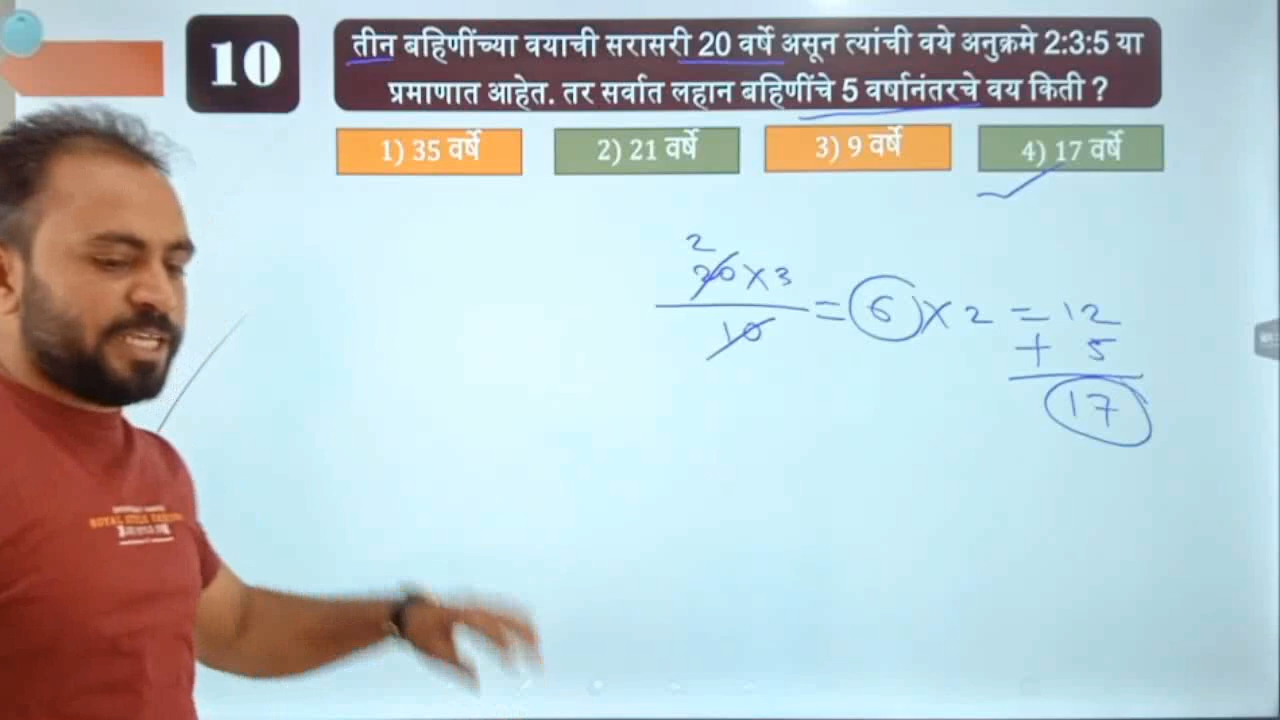 10
तीन बहिणींच्या वयाची सरासरी 20 वर्षे असून त्यांची वये अनुक्रमे 2:3:5 या
प्रमाणात आहेत. तर सर्वात लहान बहिणींचे 5 वर्षानंतरचे वय किती ?
1) 35 वर्षे 2) 21 वर्षे 3) 9 वर्षे 4) 17 वर्षे
2
20 X 3
10
= 6 X 2 = 12
+ 5
17